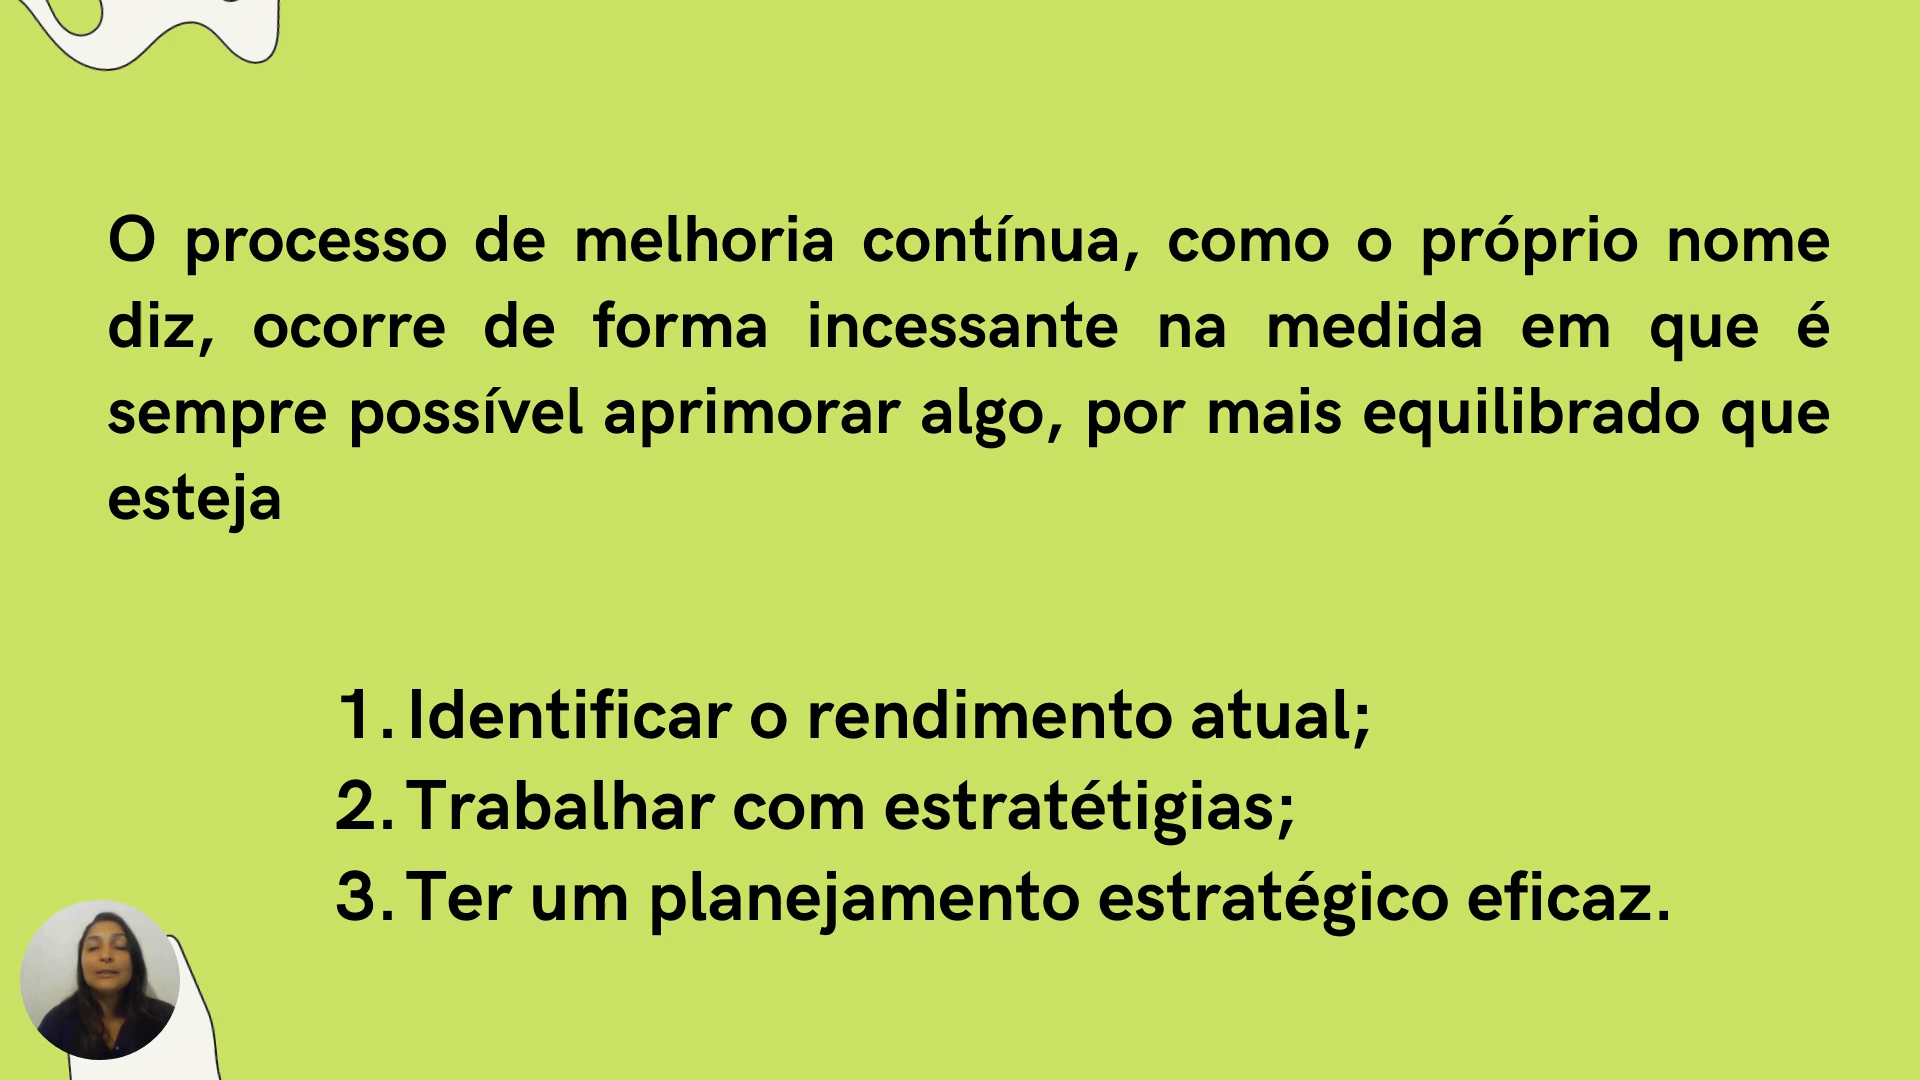 O processo de melhoria contínua, como o próprio nome
diz, ocorre de forma incessante na medida em que é
sempre possível aprimorar algo, por mais equilibrado que
esteja
1. Identificar o rendimento atual;
2. Trabalhar com estratétigias;
3. Ter um planejamento estratégico eficaz.